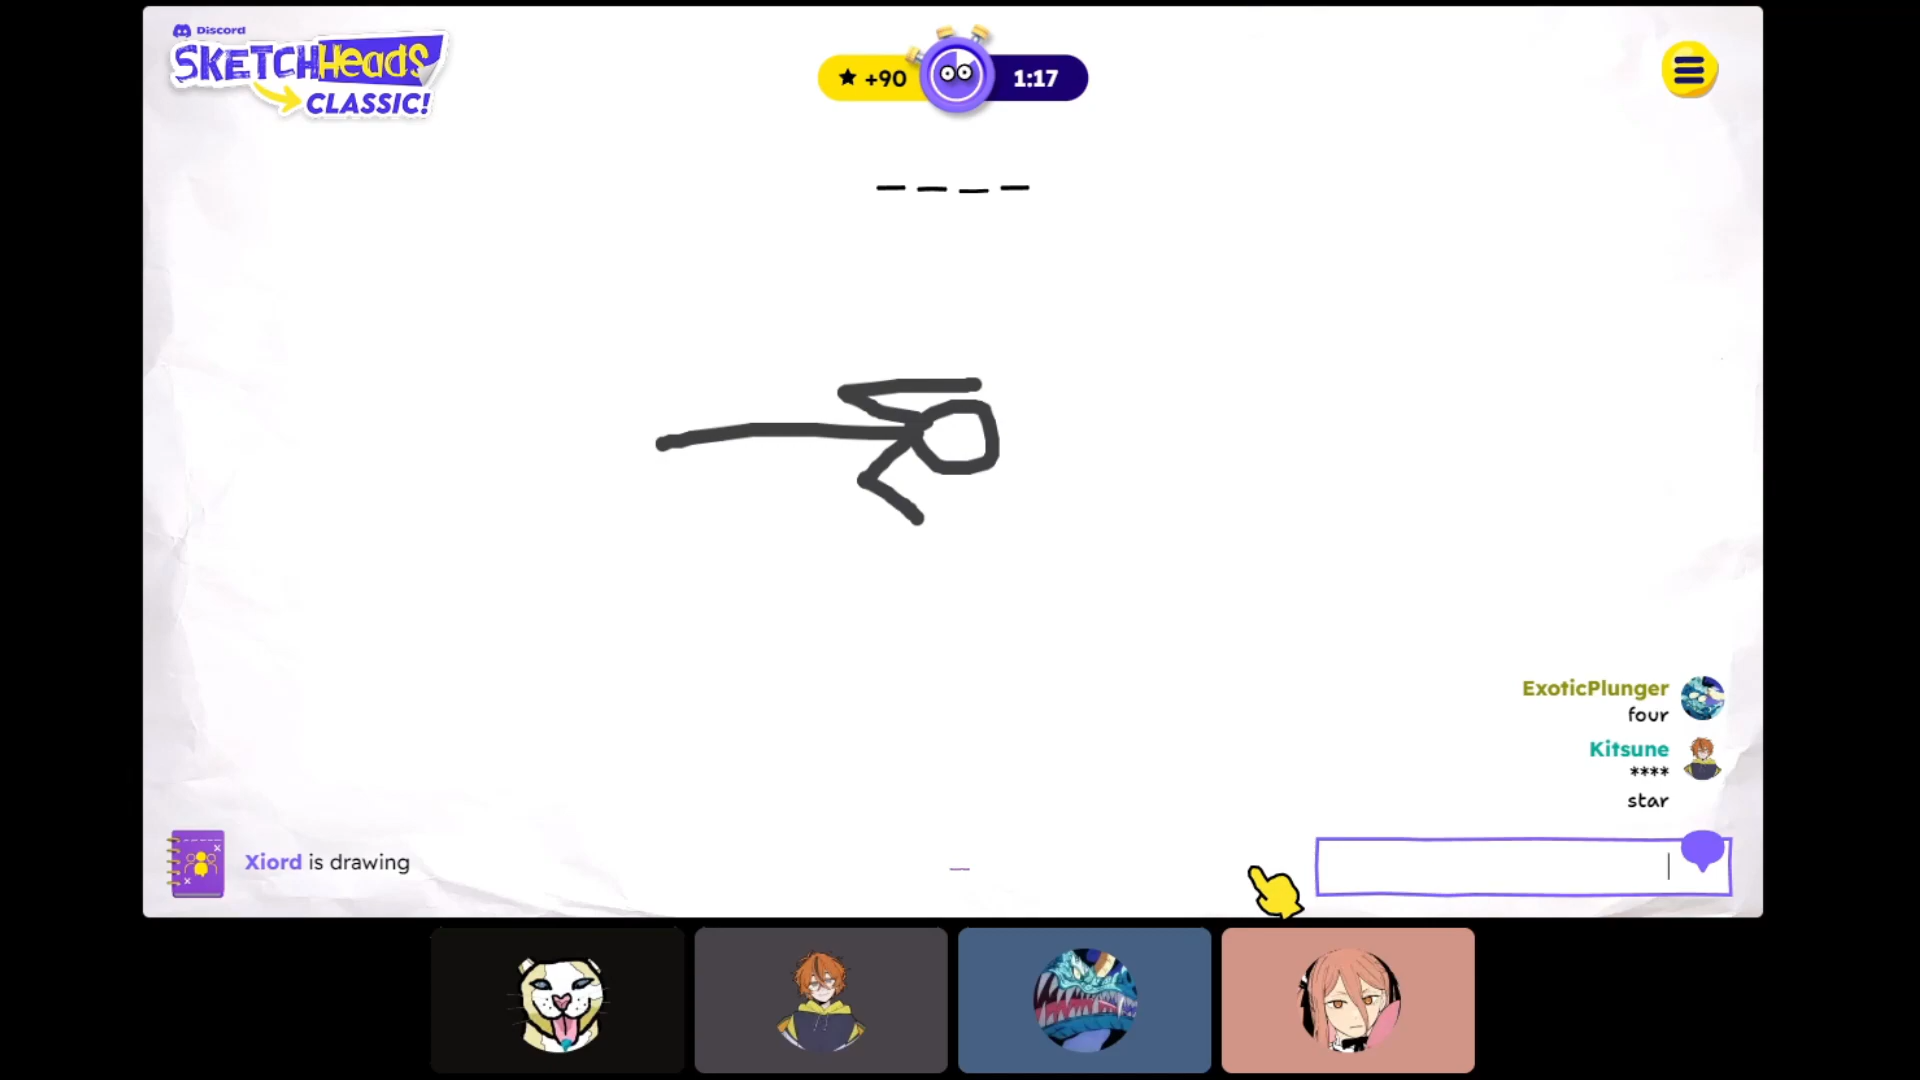 Discord
SKETCHHeadS
CLASSIC!
★ +90
1:17
ExoticPlunger
four
Kitsune
****
star
Xiord is drawing